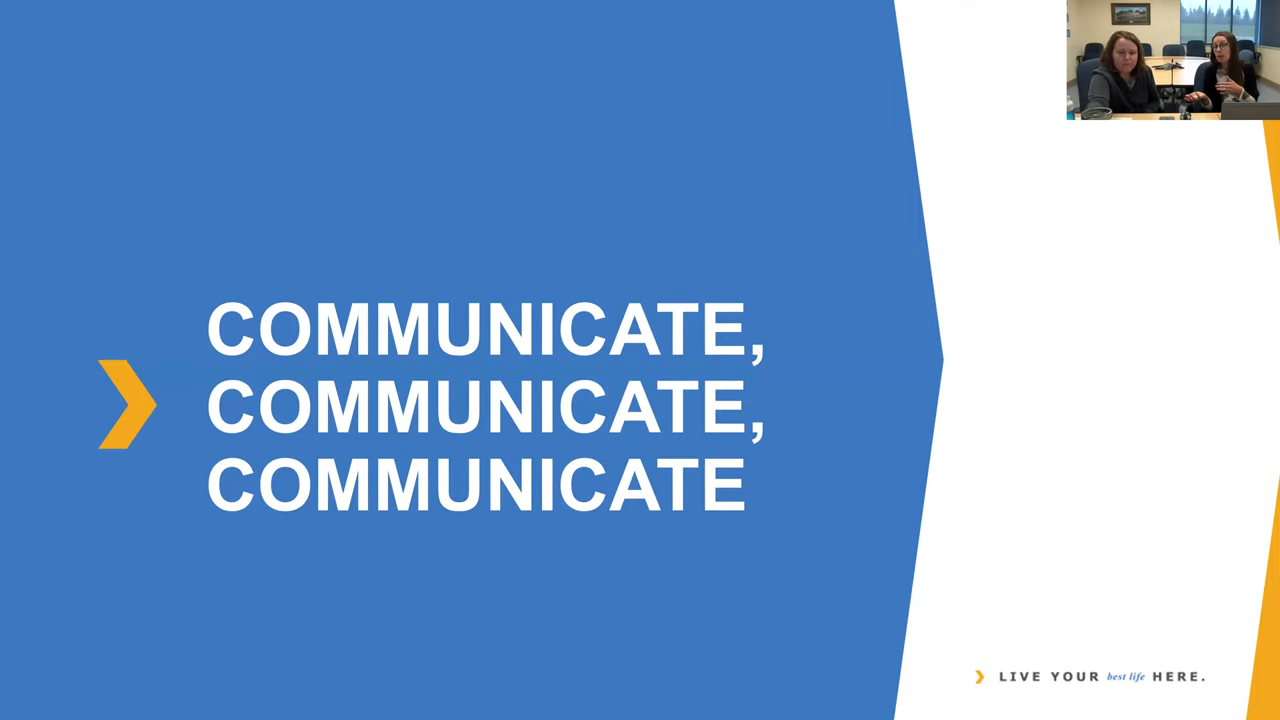 COMMUNICATE,
COMMUNICATE,
COMMUNICATE
LIVE YOUR best life HERE.